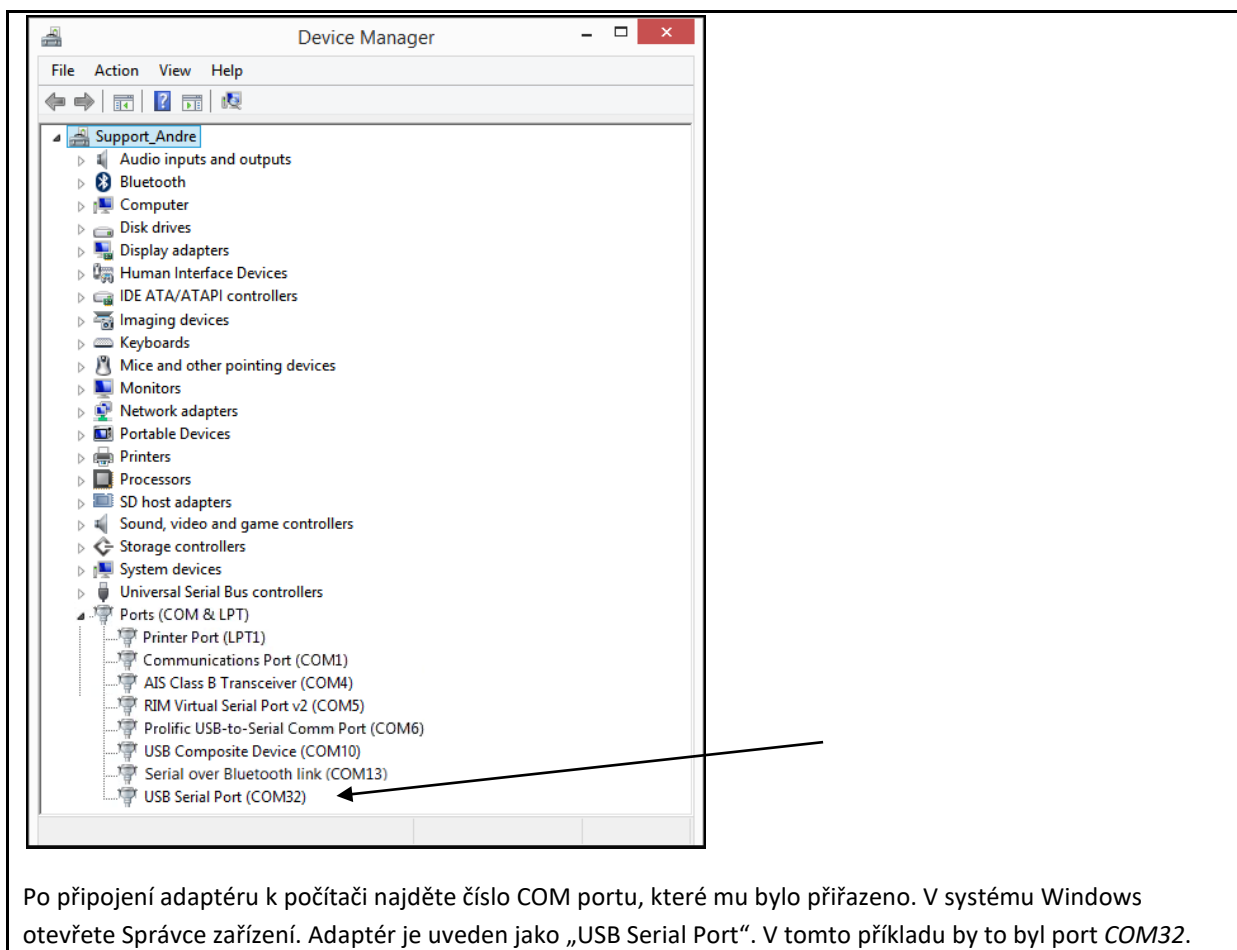 Device Manager
File Action View Help
Support_Andre
Audio inputs and outputs
Bluetooth
Computer
Disk drives
Display adapters
Human Interface Devices
IDE ATA/ATAPI controllers
Imaging devices
Keyboards
Mice and other pointing devices
Monitors
Network adapters
Portable Devices
Printers
Processors
SD host adapters
Sound, video and game controllers
Storage controllers
System devices
Universal Serial Bus controllers
Ports (COM & LPT)
Printer Port (LPT1)
Communications Port (COM1)
AIS Class B Transceiver (COM4)
RIM Virtual Serial Port v2 (COM5)
Prolific USB-to-Serial Comm Port (COM6)
USB Composite Device (COM10)
Serial over Bluetooth link (COM13)
USB Serial Port (COM32)
Po připojení adaptéru k počítači najděte číslo COM portu, které mu bylo přiřazeno. V systému Windows
otevřete Správce zařízení. Adaptér je uveden jako „USB Serial Port“. V tomto příkladu by to byl port COM32.